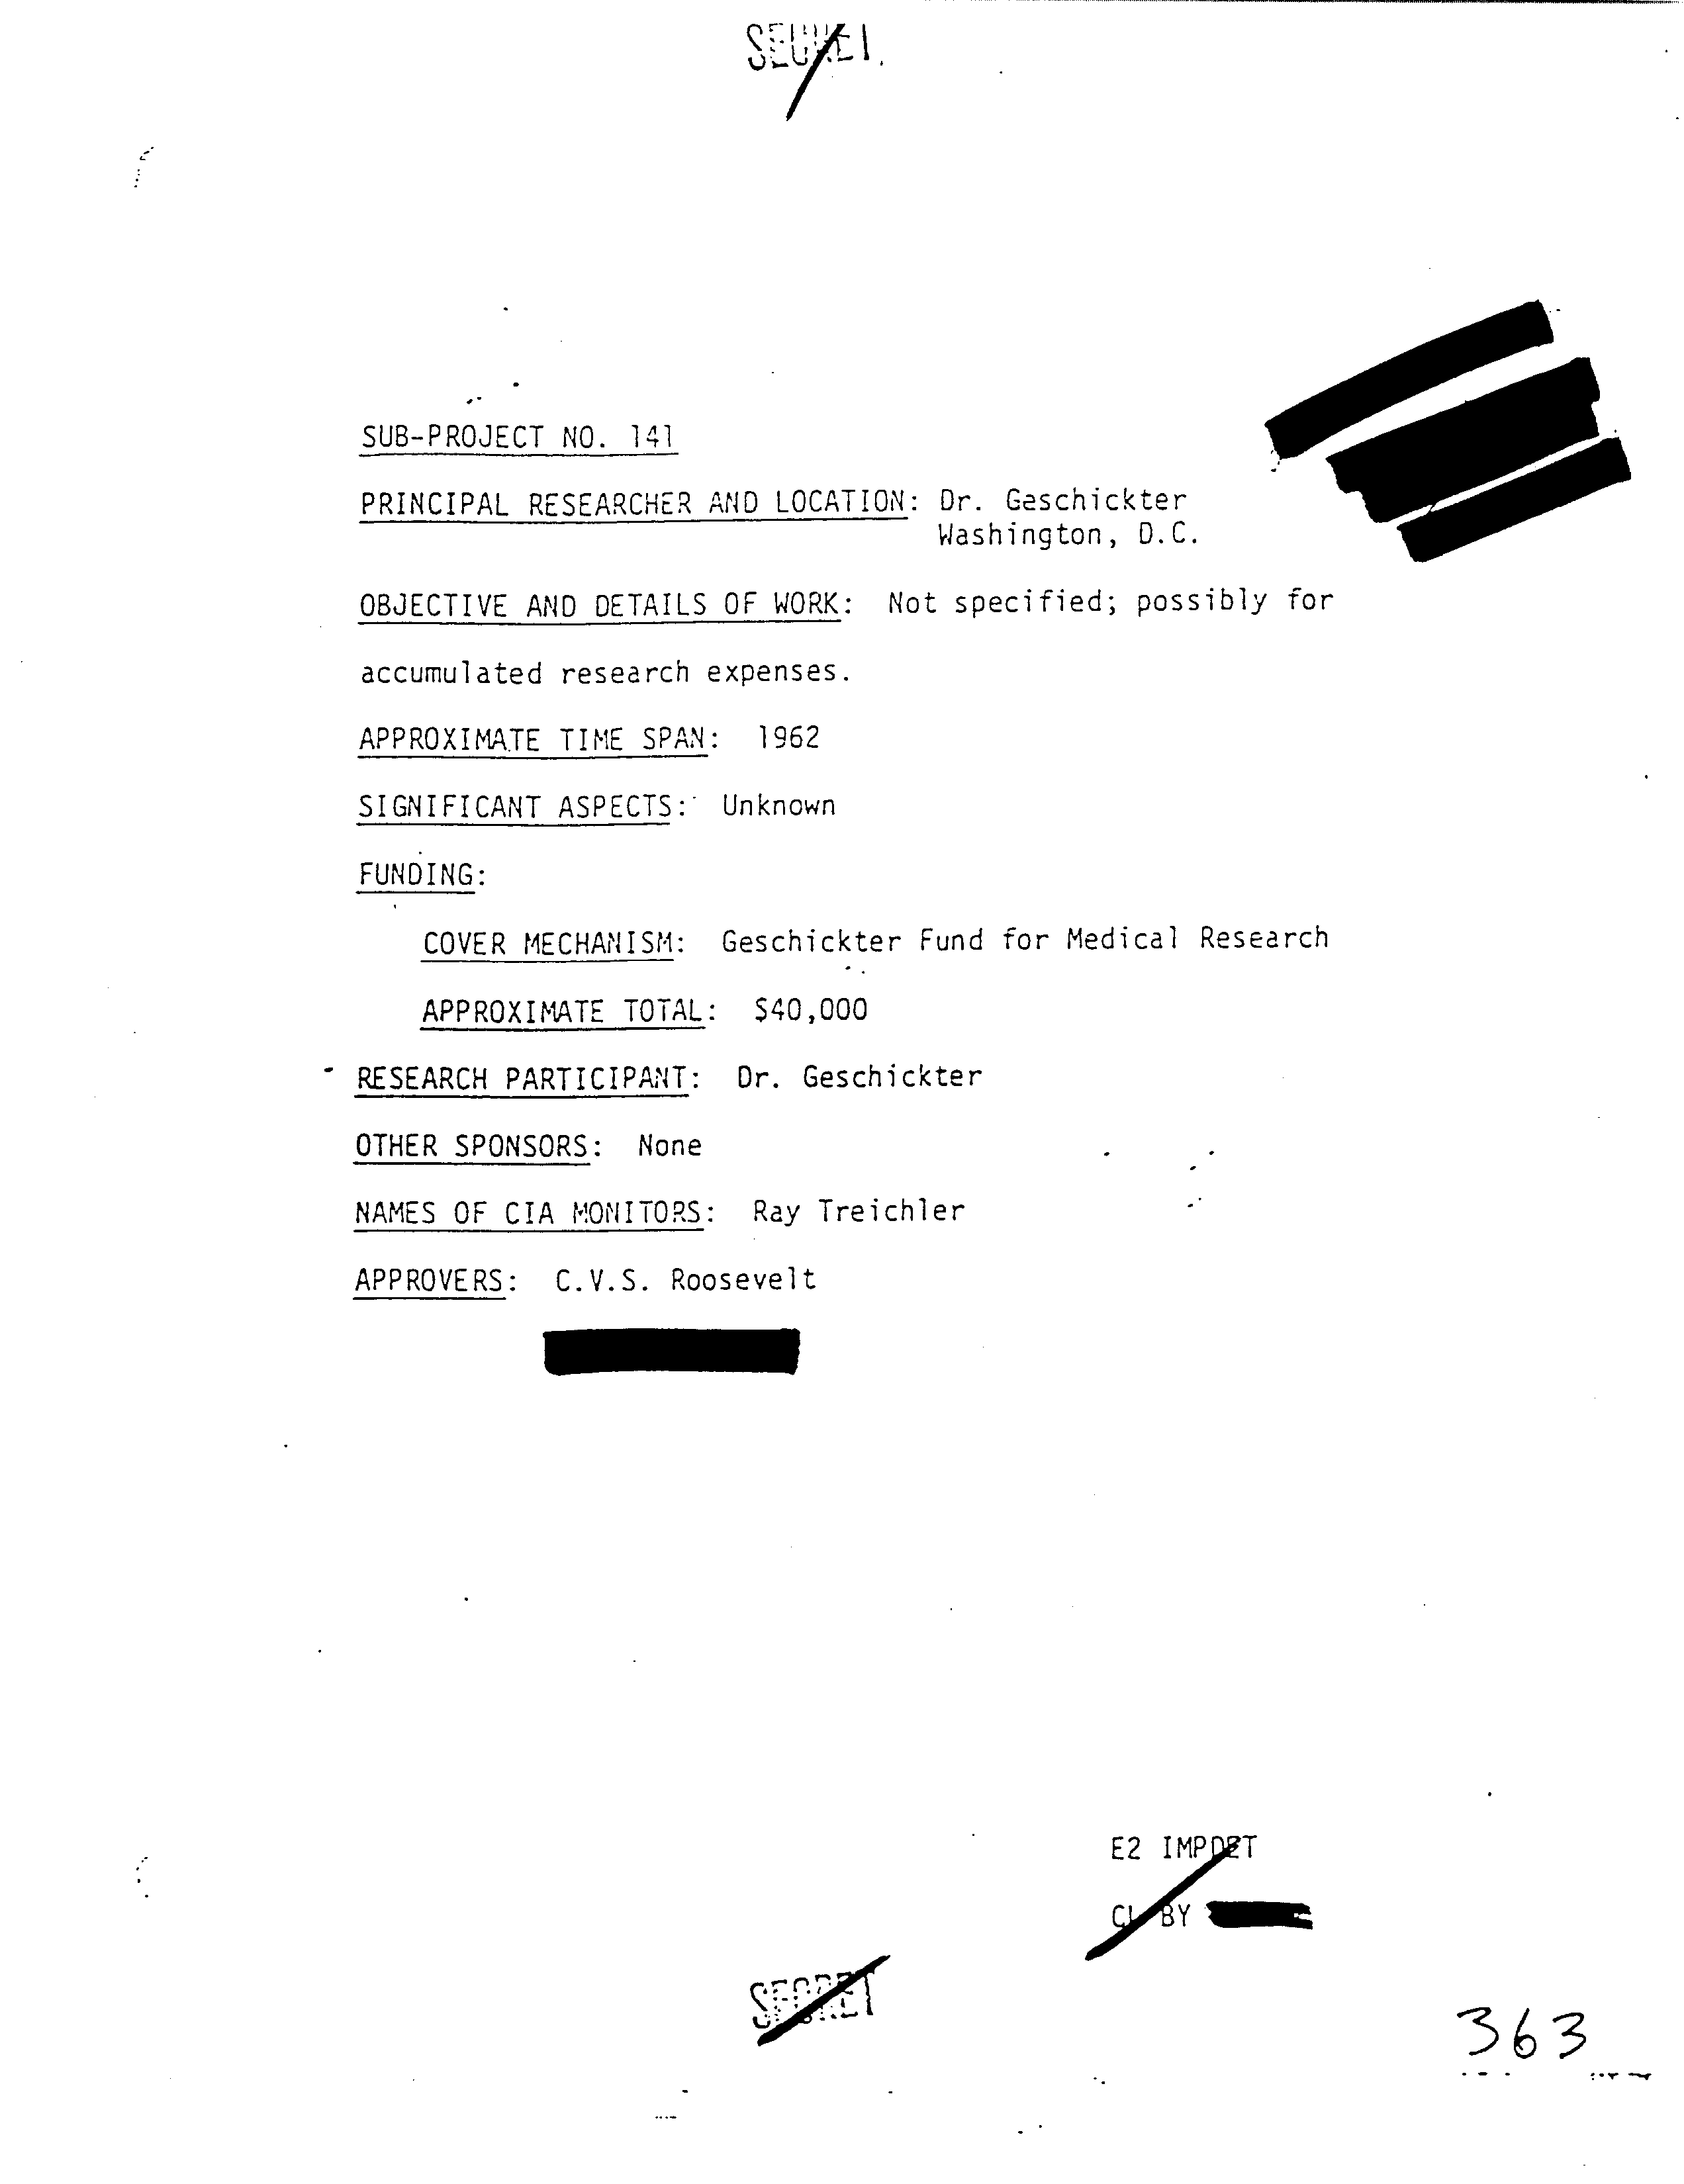 SECRET
SUB-PROJECT NO. 141
PRINCIPAL RESEARCHER AND LOCATION: Dr. Geschickter
Washington, D.C.
OBJECTIVE AND DETAILS OF WORK: Not specified; possibly for
accumulated research expenses.
APPROXIMATE TIME SPAN: 1962
SIGNIFICANT ASPECTS: Unknown
FUNDING:
COVER MECHANISM: Geschickter Fund for Medical Research
APPROXIMATE TOTAL: $40,000
RESEARCH PARTICIPANT: Dr. Geschickter
OTHER SPONSORS: None
NAMES OF CIA MONITORS: Ray Treichler
APPROVERS: C.V.S. Roosevelt
E2 IMPDET
CL BY
SECRET
363